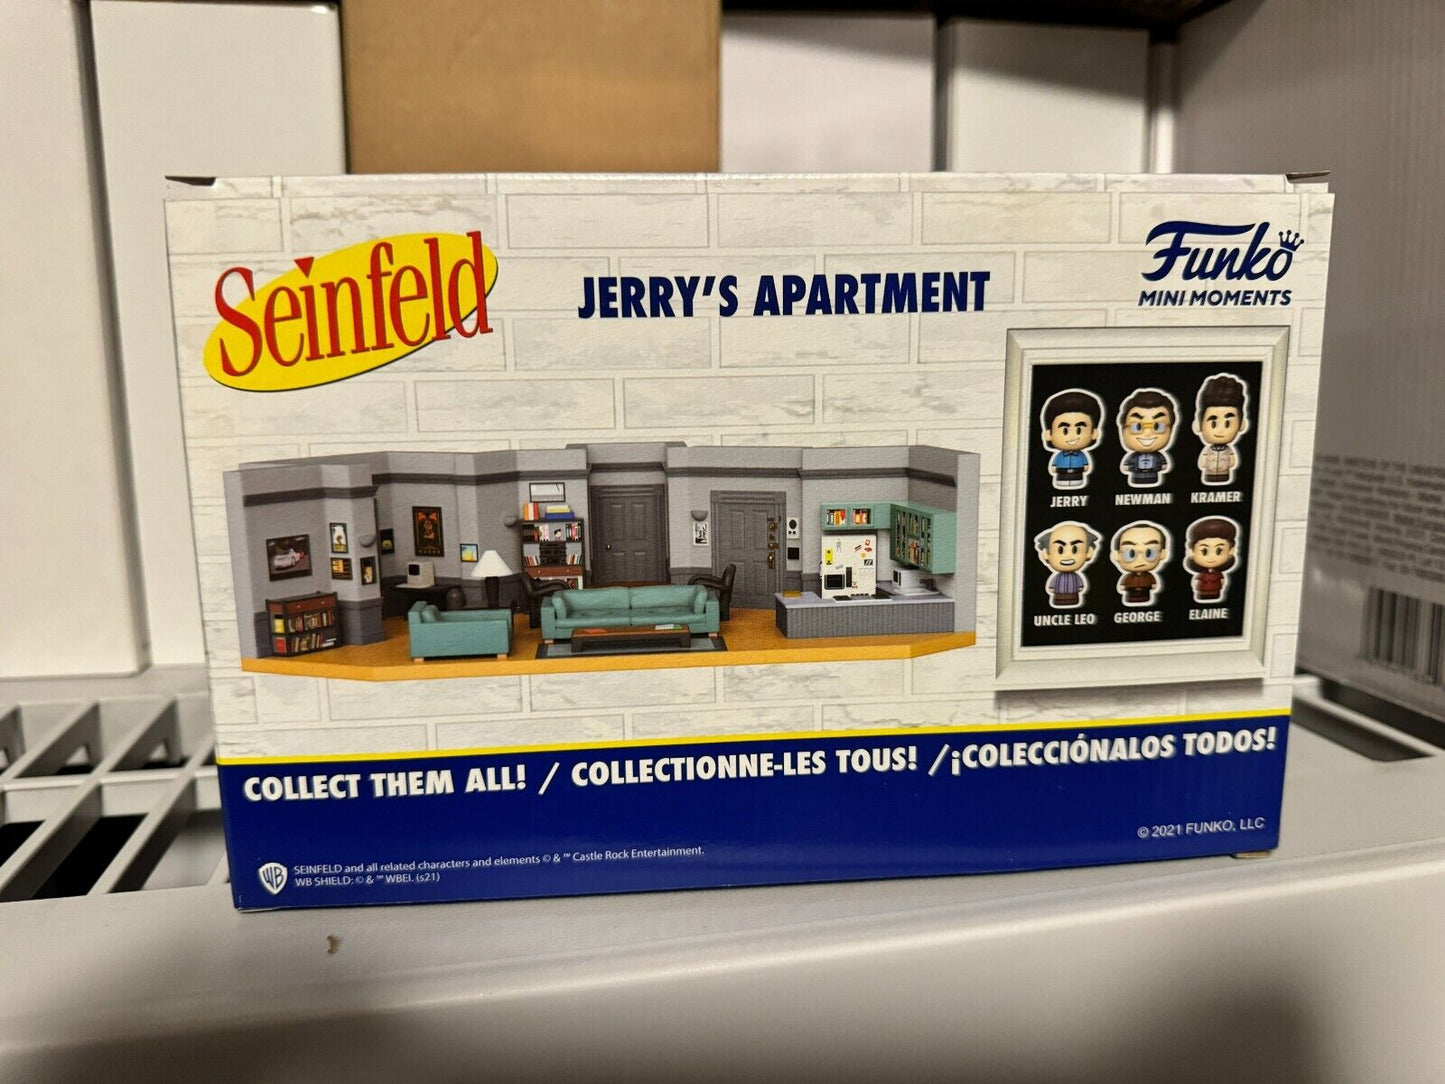 Seinfeld
JERRY'S APARTMENT
Funko
MINI MOMENTS
JERRY
NEWMAN
KRAMER
UNCLE LEO
GEORGE
ELAINE
COLLECT THEM ALL! / COLLECTIONNE-LES TOUS! / ¡COLECCIÓNALOS TODOS!
© 2021 FUNKO, LLC
WB
SEINFELD and all related characters and elements © & ™ Castle Rock Entertainment.
WB SHIELD: © & ™ WBEI. (s21)